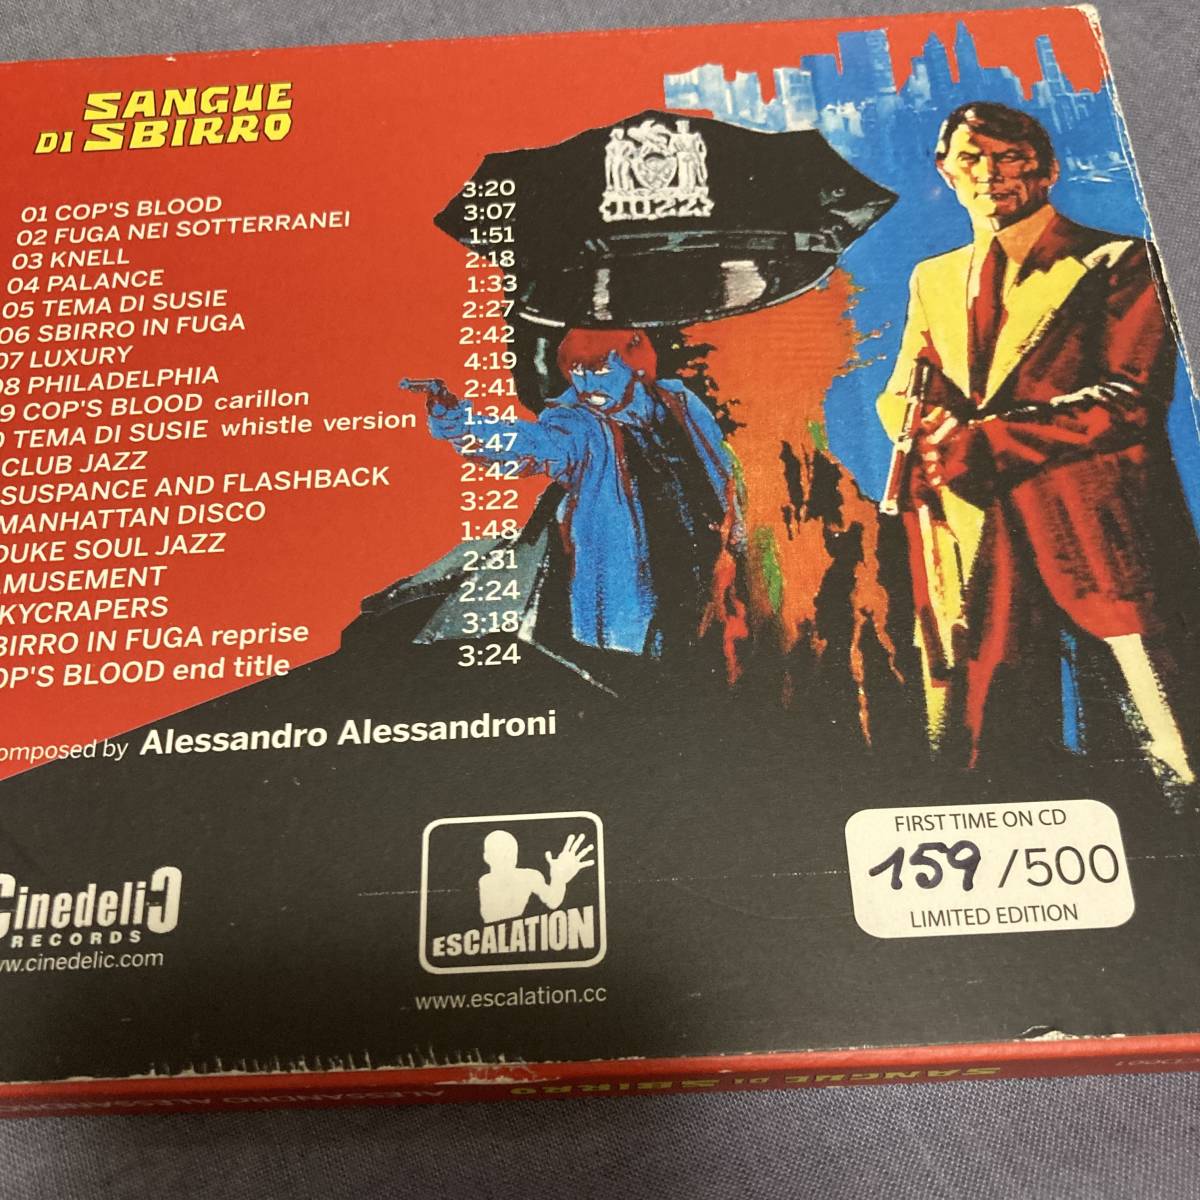 SANGUE
DI SBIRRO
01 COP'S BLOOD 3:20
02 FUGA NEI SOTTERRANEI 3:07
03 KNELL 1:51
04 PALANCE 2:18
05 TEMA DI SUSIE 1:33
06 SBIRRO IN FUGA 2:27
07 LUXURY 2:42
08 PHILADELPHIA 4:19
9 COP'S BLOOD carillon 2:41
TEMA DI SUSIE whistle version 1:34
CLUB JAZZ 2:47
SUSPANCE AND FLASHBACK 2:42
MANHATTAN DISCO 3:22
DUKE SOUL JAZZ 1:48
AMUSEMENT 2:31
KYCRAPERS 2:24
BIRRO IN FUGA reprise 3:18
OP'S BLOOD end title 3:24
1022
omposed by Alessandro Alessandroni
Cinedelic
RECORDS
ww.cinedelic.com
ESCALATION
www.escalation.cc
FIRST TIME ON CD
159/500
LIMITED EDITION
ALESSANDRO ALESSANDRO
SANGUE DI SBIRRO